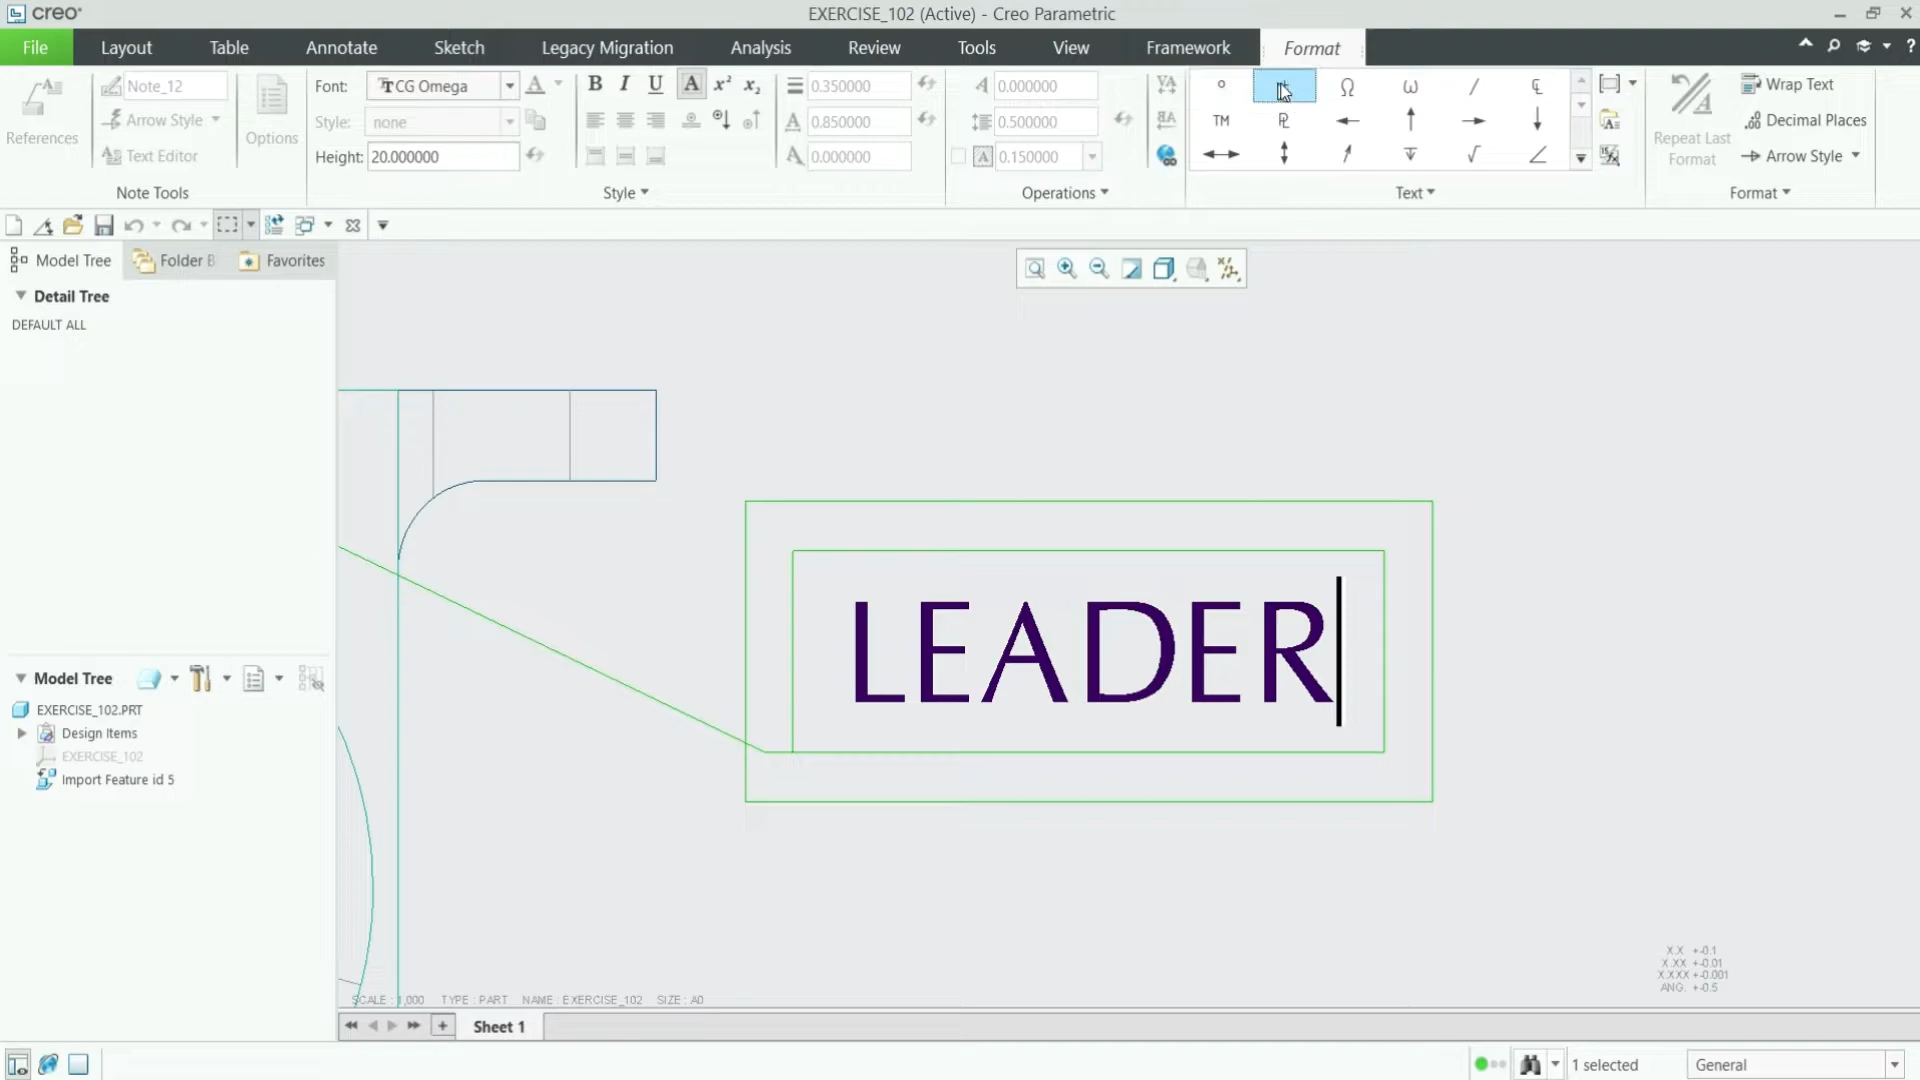 creo®
EXERCISE_102 (Active) - Creo Parametric
File
Layout
Table
Annotate
Sketch
Legacy Migration
Analysis
Review
Tools
View
Framework
Format
References
Note_12
Arrow Style
Text Editor
Note Tools
Options
Font:
CG Omega
Style:
none
Height:
20.000000
B I U A x² x₂
0.350000
0.850000
0.000000
Style
0.000000
0.500000
0.150000
Operations
° Ω ω / ℄
TM ⅊ ← ↑ → ↓
Text
Repeat Last
Format
Wrap Text
Decimal Places
Arrow Style
Format
Model Tree
Folder B
Favorites
Detail Tree
DEFAULT ALL
Model Tree
EXERCISE_102.PRT
Design Items
EXERCISE_102
Import Feature id 5
LEADER
X.X +-0.1
X.XX +-0.01
X.XXX +-0.001
ANG. +-0.5
SCALE : 1,000 TYPE : PART NAME : EXERCISE_102 SIZE : A0
Sheet 1
1 selected
General